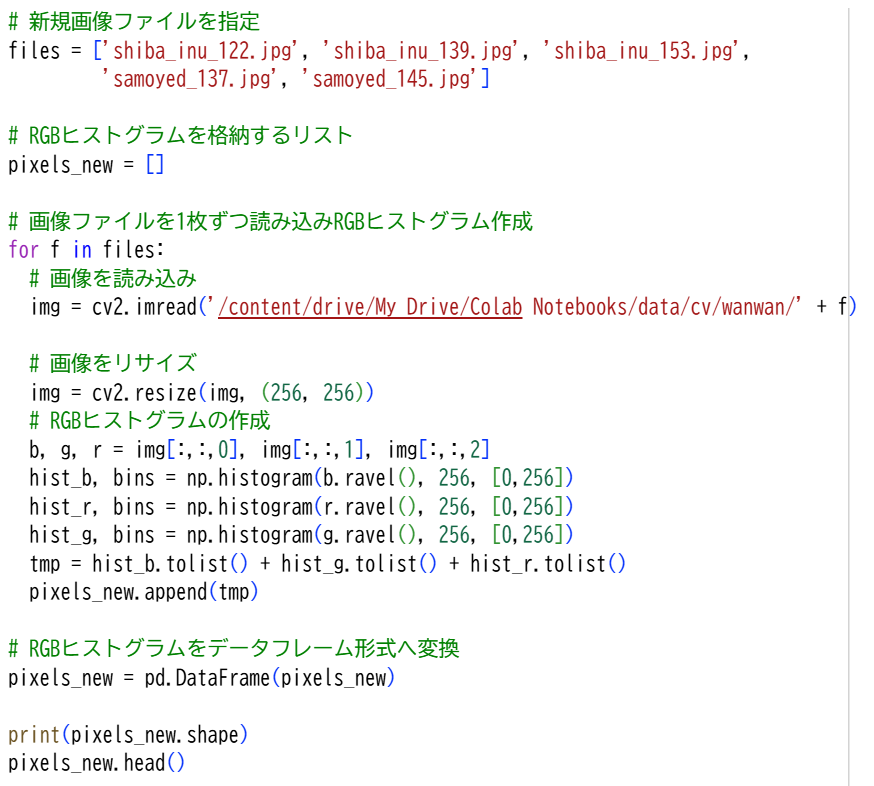 # 新規画像ファイルを指定
files = ['shiba_inu_122.jpg', 'shiba_inu_139.jpg', 'shiba_inu_153.jpg',
         'samoyed_137.jpg', 'samoyed_145.jpg']

# RGBヒストグラムを格納するリスト
pixels_new = []

# 画像ファイルを1枚ずつ読み込みRGBヒストグラム作成
for f in files:
  # 画像を読み込み
  img = cv2.imread('/content/drive/My Drive/Colab Notebooks/data/cv/wanwan/' + f)

  # 画像をリサイズ
  img = cv2.resize(img, (256, 256))
  # RGBヒストグラムの作成
  b, g, r = img[:,:,0], img[:,:,1], img[:,:,2]
  hist_b, bins = np.histogram(b.ravel(), 256, [0,256])
  hist_r, bins = np.histogram(r.ravel(), 256, [0,256])
  hist_g, bins = np.histogram(g.ravel(), 256, [0,256])
  tmp = hist_b.tolist() + hist_g.tolist() + hist_r.tolist()
  pixels_new.append(tmp)

# RGBヒストグラムをデータフレーム形式へ変換
pixels_new = pd.DataFrame(pixels_new)

print(pixels_new.shape)
pixels_new.head()